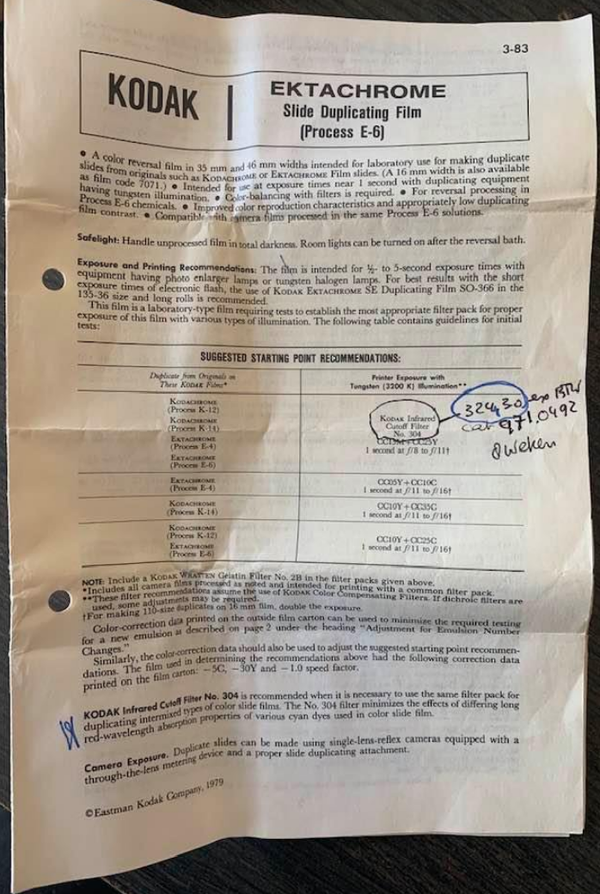 3-83
KODAK
EKTACHROME
Slide Duplicating Film
(Process E-6)
• A color reversal film in 35 mm and 46 mm widths intended for laboratory use for making duplicate
slides from originals such as KODACHROME or EKTACHROME Film slides. (A 16 mm width is also available
as film code 7071.) • Intended for use at exposure times near 1 second with duplicating equipment
having tungsten illumination. • Color-balancing with filters is required. • For reversal processing in
Process E-6 chemicals. • Improved color reproduction characteristics and appropriately low duplicating
film contrast. • Compatible with camera films processed in the same Process E-6 solutions.
Safelight: Handle unprocessed film in total darkness. Room lights can be turned on after the reversal bath.
Exposure and Printing Recommendations: The film is intended for ½- to 5-second exposure times with
equipment having photo enlarger lamps or tungsten halogen lamps. For best results with the short
exposure times of electronic flash, the use of KODAK EKTACHROME SE Duplicating Film SO-366 in the
135-36 size and long rolls is recommended.
This film is a laboratory-type film requiring tests to establish the most appropriate filter pack for proper
exposure of this film with various types of illumination. The following table contains guidelines for initial
tests:
SUGGESTED STARTING POINT RECOMMENDATIONS:
Duplicate from Originals on
These KODAK Films*
Printer Exposure with
Tungsten (3200 K) Illumination**
KODACHROME
(Process K-12)
KODACHROME
(Process K-14)
EKTACHROME
(Process E-4)
EKTACHROME
(Process E-6)
KODAK Infrared
Cutoff Filter
No. 304
1 second at f/8 to f/11†
324,30 ex BTW
cat 971.0492
8 weken
EKTACHROME
(Process E-4)
CC05Y+CC10C
1 second at f/11 to f/16†
KODACHROME
(Process K-14)
CC10Y+CC35C
1 second at f/11 to f/16†
KODACHROME
(Process K-12)
EKTACHROME
(Process E-6)
CC10Y+CC25C
1 second at f/11 to f/16†
NOTE: Include a KODAK WRATTEN Gelatin Filter No. 2B in the filter packs given above.
*Includes all camera films processed as noted and intended for printing with a common filter pack.
**These filter recommendations assume the use of KODAK Color Compensating Filters. If dichroic filters are
used, some adjustments may be required.
†For making 110-size duplicates on 16 mm film, double the exposure.
Color-correction data printed on the outside film carton can be used to minimize the required testing
for a new emulsion as described on page 2 under the heading "Adjustment for Emulsion Number
Changes."
Similarly, the color-correction data should also be used to adjust the suggested starting point recommen-
dations. The film used in determining the recommendations above had the following correction data
printed on the film carton: −5C, −30Y and −1.0 speed factor.
KODAK Infrared Cutoff Filter No. 304 is recommended when it is necessary to use the same filter pack for
duplicating intermixed types of color slide films. The No. 304 filter minimizes the effects of differing long
red-wavelength absorption properties of various cyan dyes used in color slide film.
Camera Exposure. Duplicate slides can be made using single-lens-reflex cameras equipped with a
through-the-lens metering device and a proper slide duplicating attachment.
©Eastman Kodak Company, 1979